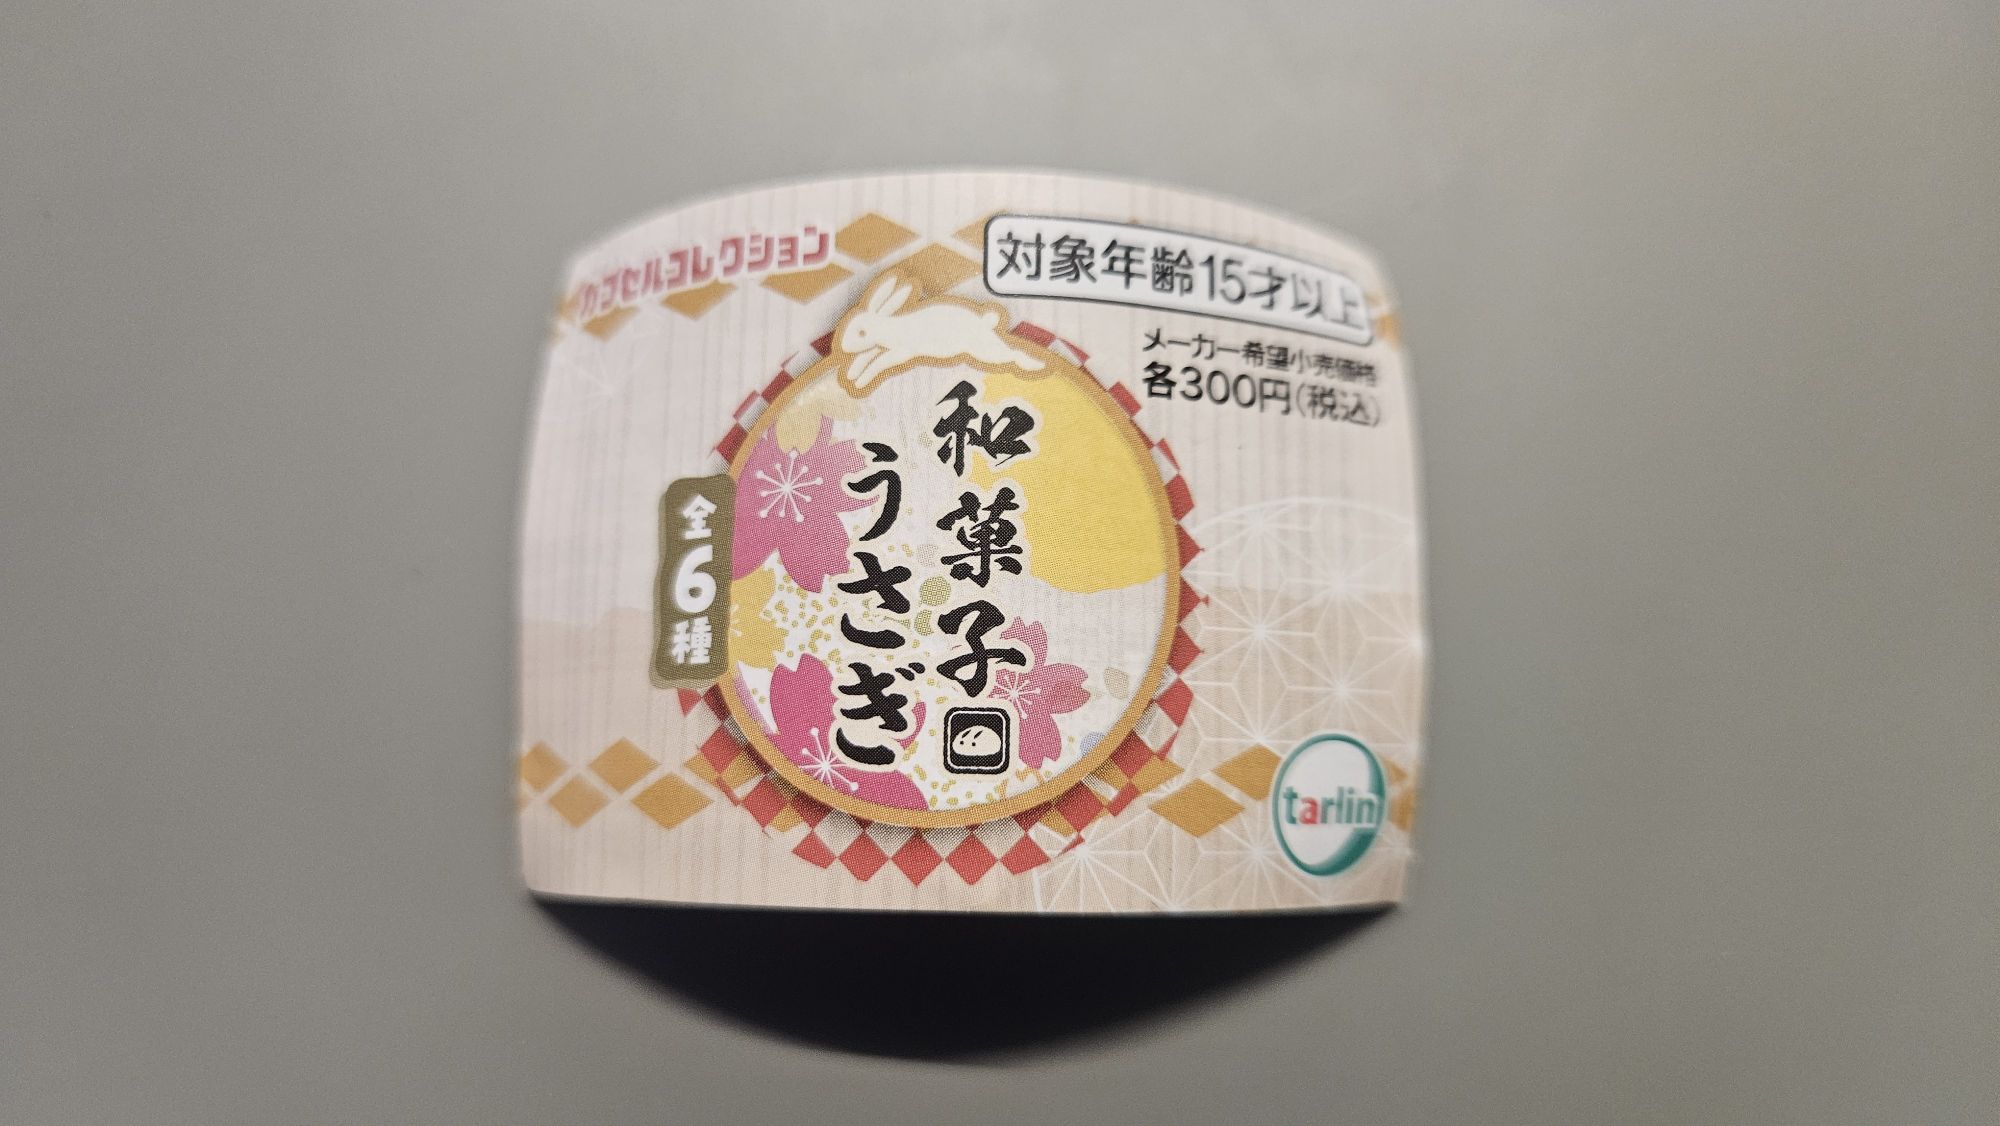 カプセルコレクション
対象年齢15才以上
メーカー希望小売価格
各300円(税込)
和菓子
うさぎ
全6種
tarlin